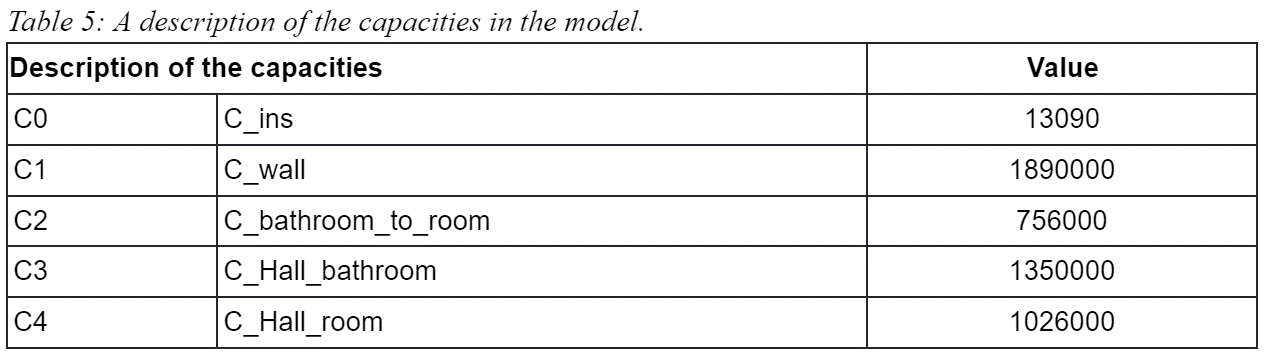 Table 5: A description of the capacities in the model.
Description of the capacities Value
C0 C_ins 13090
C1 C_wall 1890000
C2 C_bathroom_to_room 756000
C3 C_Hall_bathroom 1350000
C4 C_Hall_room 1026000